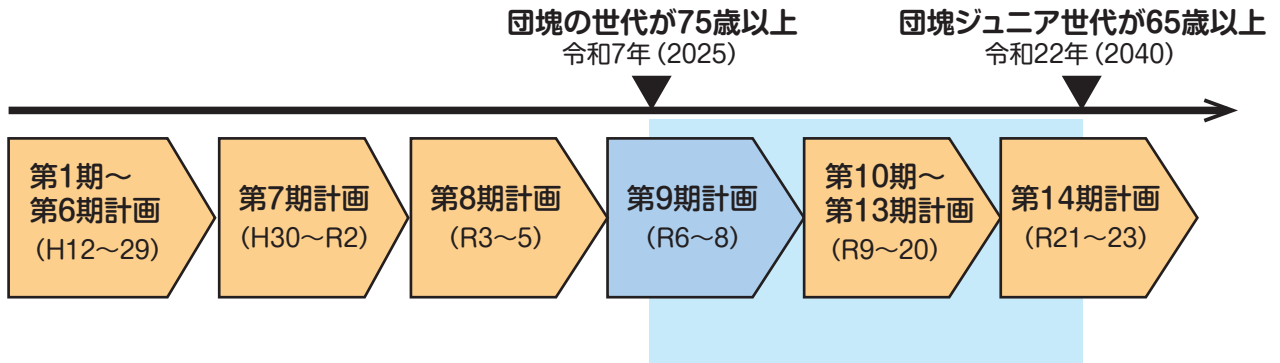 団塊の世代が75歳以上
令和7年(2025)
団塊ジュニア世代が65歳以上
令和22年(2040)
第1期～
第6期計画
(H12～29)
第7期計画
(H30～R2)
第8期計画
(R3～5)
第9期計画
(R6～8)
第10期～
第13期計画
(R9～20)
第14期計画
(R21～23)